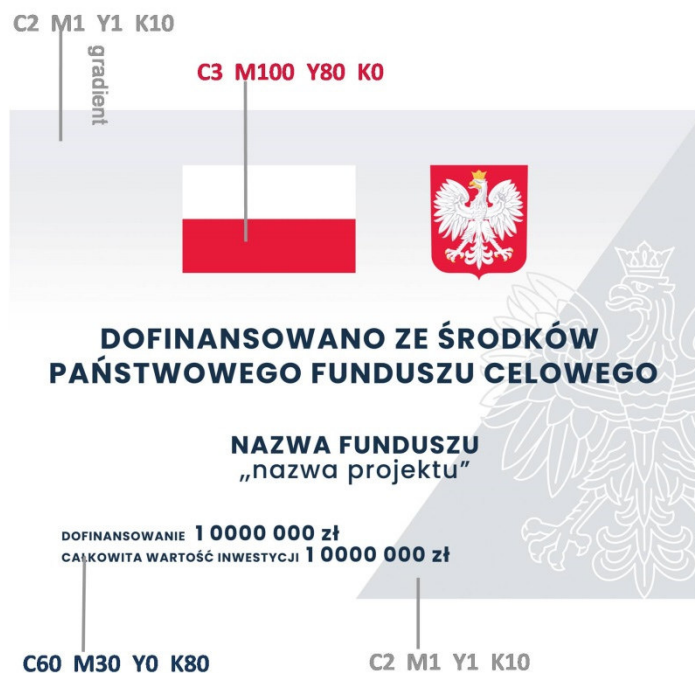 C2 M1 Y1 K10
gradient
C3 M100 Y80 K0
DOFINANSOWANO ZE ŚRODKÓW
PAŃSTWOWEGO FUNDUSZU CELOWEGO
NAZWA FUNDUSZU
„nazwa projektu”
DOFINANSOWANIE 1 0000 000 zł
CAŁKOWITA WARTOŚĆ INWESTYCJI 1 0000 000 zł
C60 M30 Y0 K80
C2 M1 Y1 K10